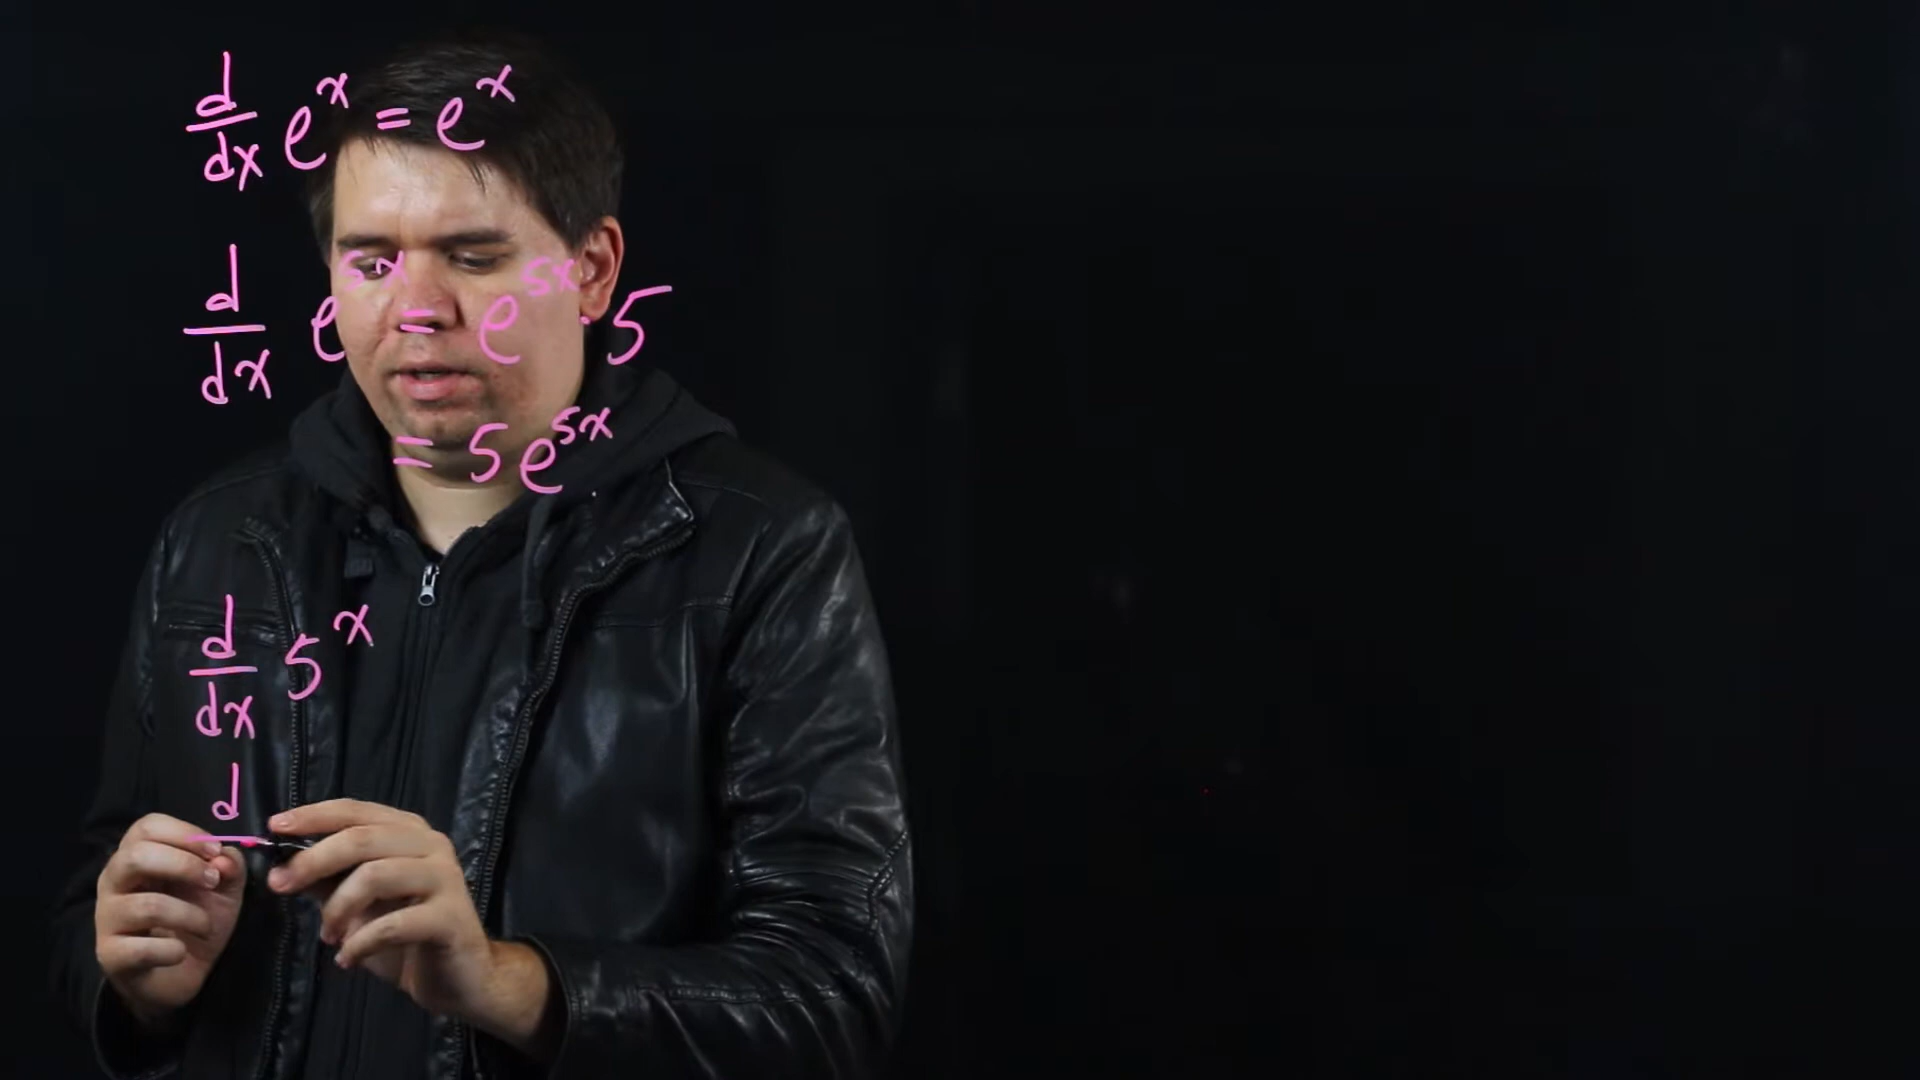 d/dx e^x = e^x
d/dx e^5x = e^5x · 5
= 5e^5x
d/dx 5^x
d